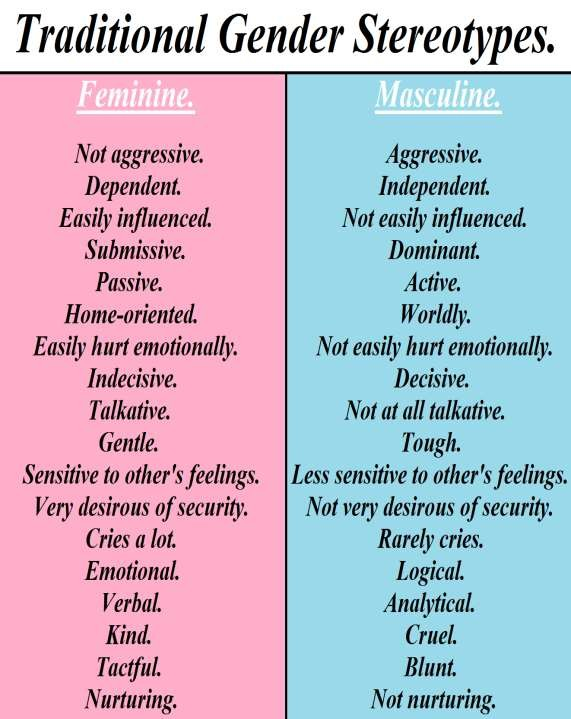 Traditional Gender Stereotypes.
Feminine.
Not aggressive.
Dependent.
Easily influenced.
Submissive.
Passive.
Home-oriented.
Easily hurt emotionally.
Indecisive.
Talkative.
Gentle.
Sensitive to other's feelings.
Very desirous of security.
Cries a lot.
Emotional.
Verbal.
Kind.
Tactful.
Nurturing.
Masculine.
Aggressive.
Independent.
Not easily influenced.
Dominant.
Active.
Worldly.
Not easily hurt emotionally.
Decisive.
Not at all talkative.
Tough.
Less sensitive to other's feelings.
Not very desirous of security.
Rarely cries.
Logical.
Analytical.
Cruel.
Blunt.
Not nurturing.